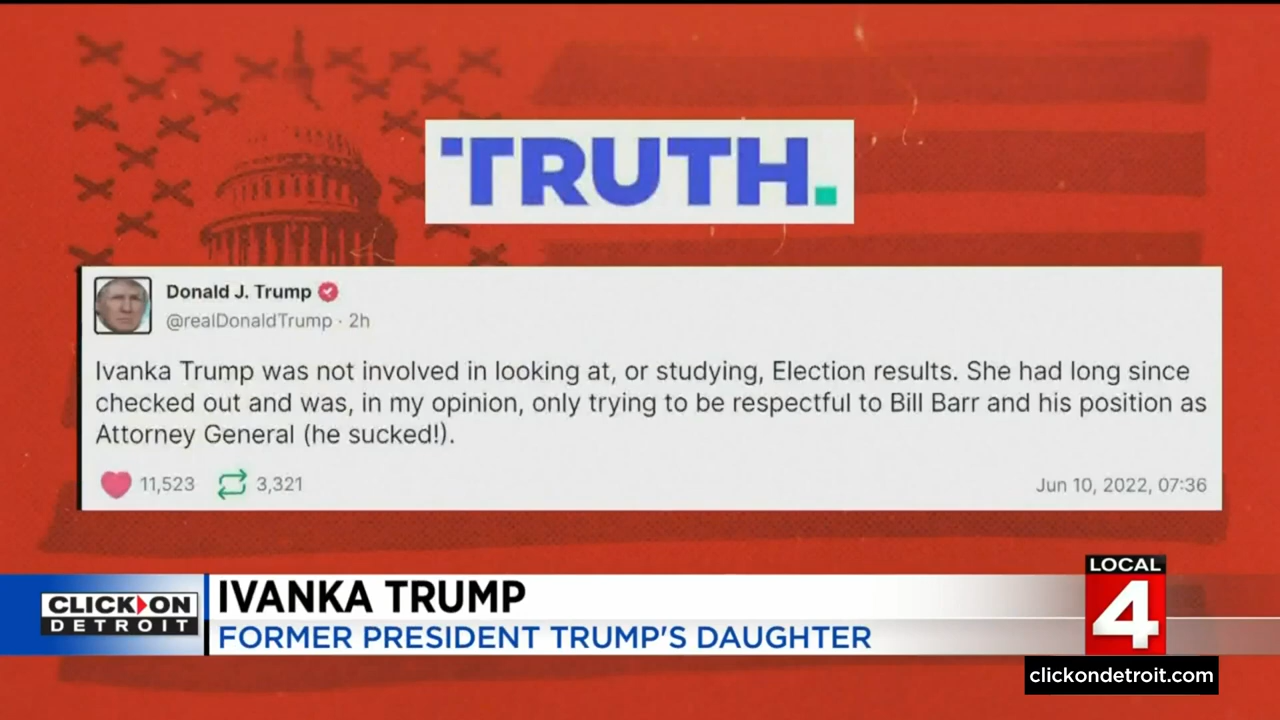 TRUTH.
Donald J. Trump
@realDonaldTrump · 2h
Ivanka Trump was not involved in looking at, or studying, Election results. She had long since
checked out and was, in my opinion, only trying to be respectful to Bill Barr and his position as
Attorney General (he sucked!).
11,523 3,321 Jun 10, 2022, 07:36
LOCAL
4
CLICK ON
DETROIT
IVANKA TRUMP
FORMER PRESIDENT TRUMP'S DAUGHTER
clickondetroit.com